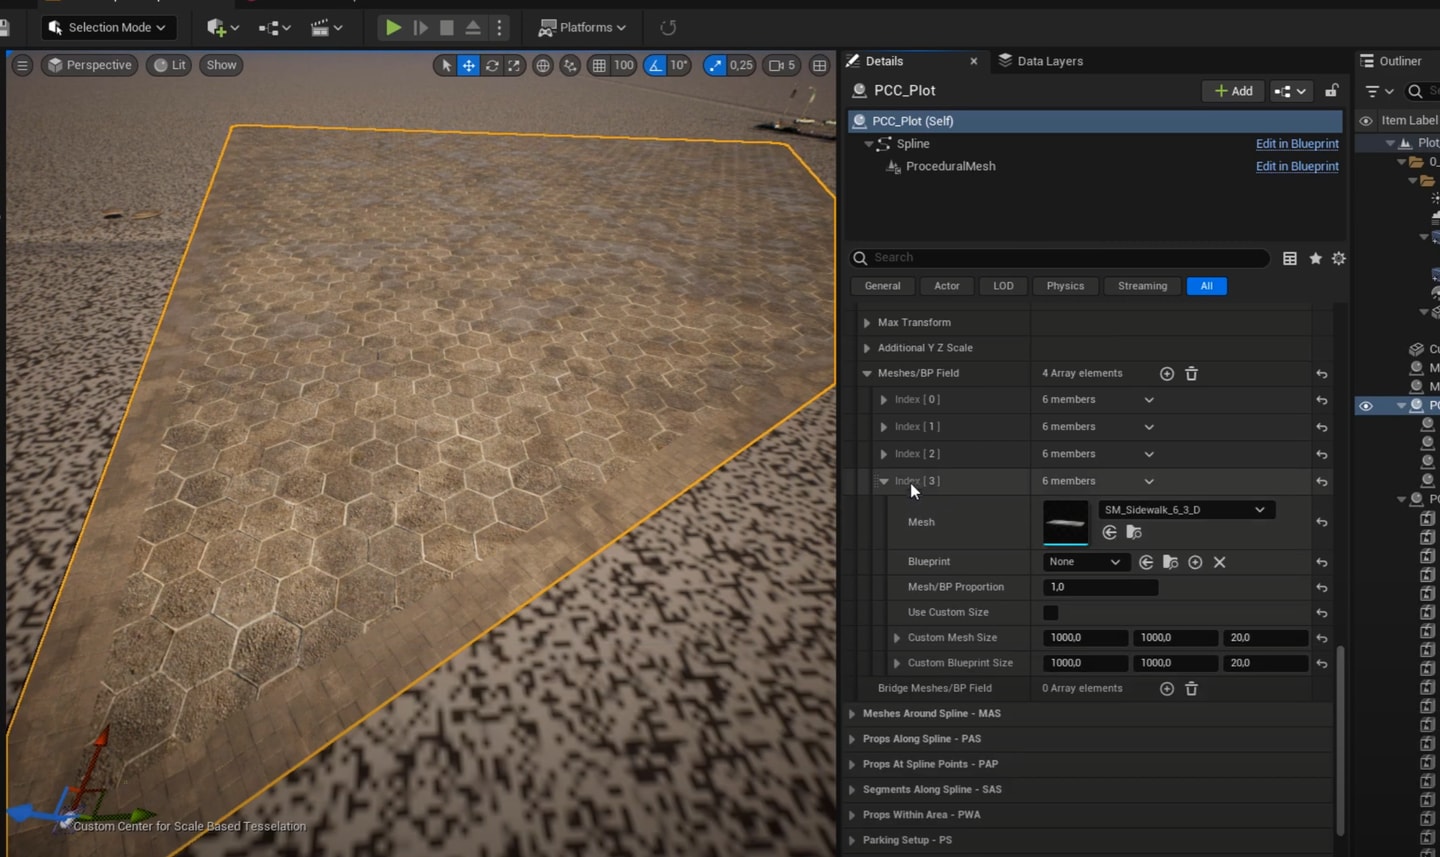 Selection Mode
Platforms
Perspective
Lit
Show
100
10°
0,25
5
Details
Data Layers
Outliner
PCC_Plot
Add
PCC_Plot (Self)
Item Label
Spline
Edit in Blueprint
Plot
ProceduralMesh
Edit in Blueprint
Search
General
Actor
LOD
Physics
Streaming
All
Max Transform
Additional Y Z Scale
Meshes/BP Field
4 Array elements
Index [ 0 ]
6 members
Index [ 1 ]
6 members
Index [ 2 ]
6 members
Index [ 3 ]
6 members
Mesh
SM_Sidewalk_6_3_D
Blueprint
None
Mesh/BP Proportion
1,0
Use Custom Size
Custom Mesh Size
1000,0
1000,0
20,0
Custom Blueprint Size
1000,0
1000,0
20,0
Bridge Meshes/BP Field
0 Array elements
Meshes Around Spline - MAS
Props Along Spline - PAS
Props At Spline Points - PAP
Segments Along Spline - SAS
Props Within Area - PWA
Parking Setup - PS
Custom Center for Scale Based Tesselation